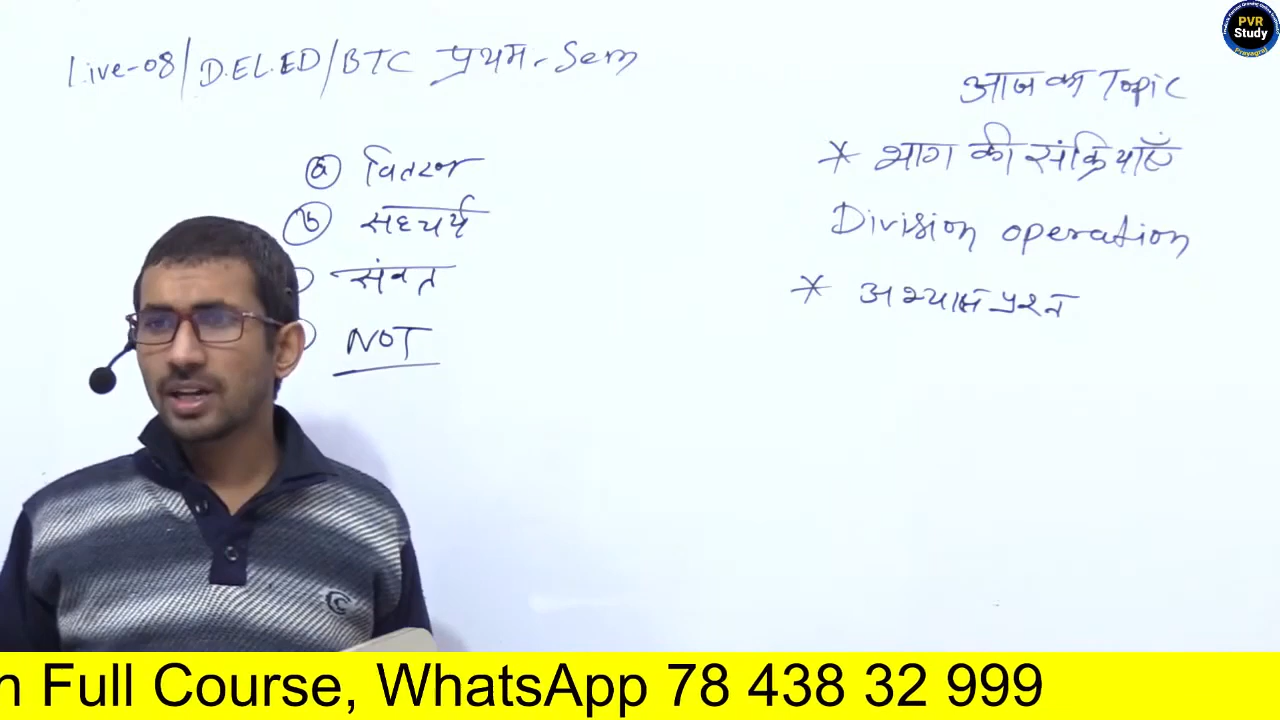 Live-08/D.EL.ED/BTC प्रथम - Sem
PVR
Study
Prayagraj
आज का Topic
* भाग की संक्रियाएँ
Division operation
* अभ्यास प्रश्न
a वितरण
b
संवृत
NOT
n Full Course, WhatsApp 78 438 32 999